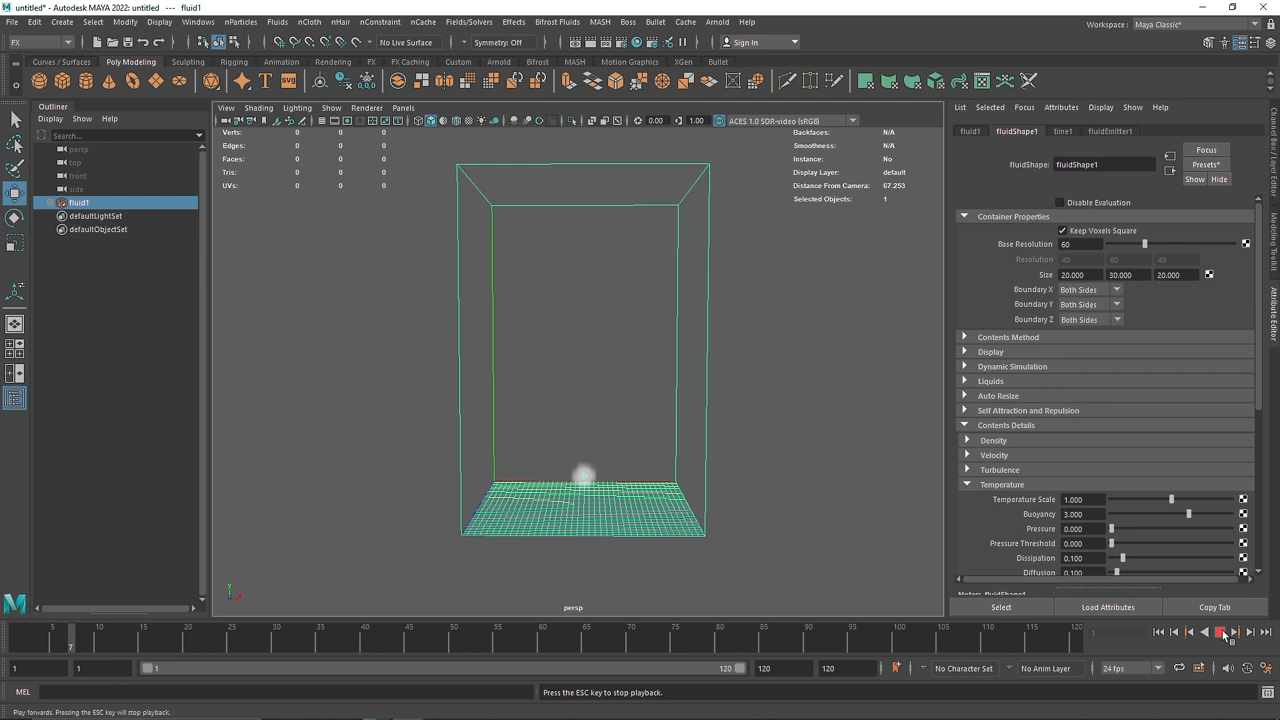 untitled* - Autodesk MAYA 2022: untitled --- fluid1
File Edit Create Select Modify Display Windows nParticles Fluids nCloth nHair nConstraint nCache Fields/Solvers Effects Bifrost Fluids MASH Boss Bullet Cache Arnold Help
Workspace : Maya Classic*
FX No Live Surface Symmetry: Off Sign In
Curves / Surfaces Poly Modeling Sculpting Rigging Animation Rendering FX FX Caching Custom Arnold Bifrost MASH Motion Graphics XGen Bullet
SVG
Outliner
Display Show Help
Search...
persp
top
front
side
fluid1
defaultLightSet
defaultObjectSet
View Shading Lighting Show Renderer Panels
0.00 1.00 ACES 1.0 SDR-video (sRGB)
Verts: 0 0 0
Edges: 0 0 0
Faces: 0 0 0
Tris: 0 0 0
UVs: 0 0 0
Backfaces: N/A
Smoothness: N/A
Instance: No
Display Layer: default
Distance From Camera: 67.253
Selected Objects: 1
y
persp
List Selected Focus Attributes Display Show Help
fluid1 fluidShape1 time1 fluidEmitter1
fluidShape: fluidShape1
Focus
Presets*
Show Hide
Disable Evaluation
Container Properties
Keep Voxels Square
Base Resolution 60
Resolution 40 60 40
Size 20.000 30.000 20.000
Boundary X Both Sides
Boundary Y Both Sides
Boundary Z Both Sides
Contents Method
Display
Dynamic Simulation
Liquids
Auto Resize
Self Attraction and Repulsion
Contents Details
Density
Velocity
Turbulence
Temperature
Temperature Scale 1.000
Buoyancy 3.000
Pressure 0.000
Pressure Threshold 0.000
Dissipation 0.100
Diffusion 0.100
Notes: fluidShape1
Select Load Attributes Copy Tab
Channel Box / Layer Editor
Modeling Toolkit
Attribute Editor
5 10 15 20 25 30 35 40 45 50 55 60 65 70 75 80 85 90 95 100 105 110 115 120
7
1
1 1 1 120 120 120 No Character Set No Anim Layer 24 fps
MEL Press the ESC key to stop playback.
Play forwards. Pressing the ESC key will stop playback.